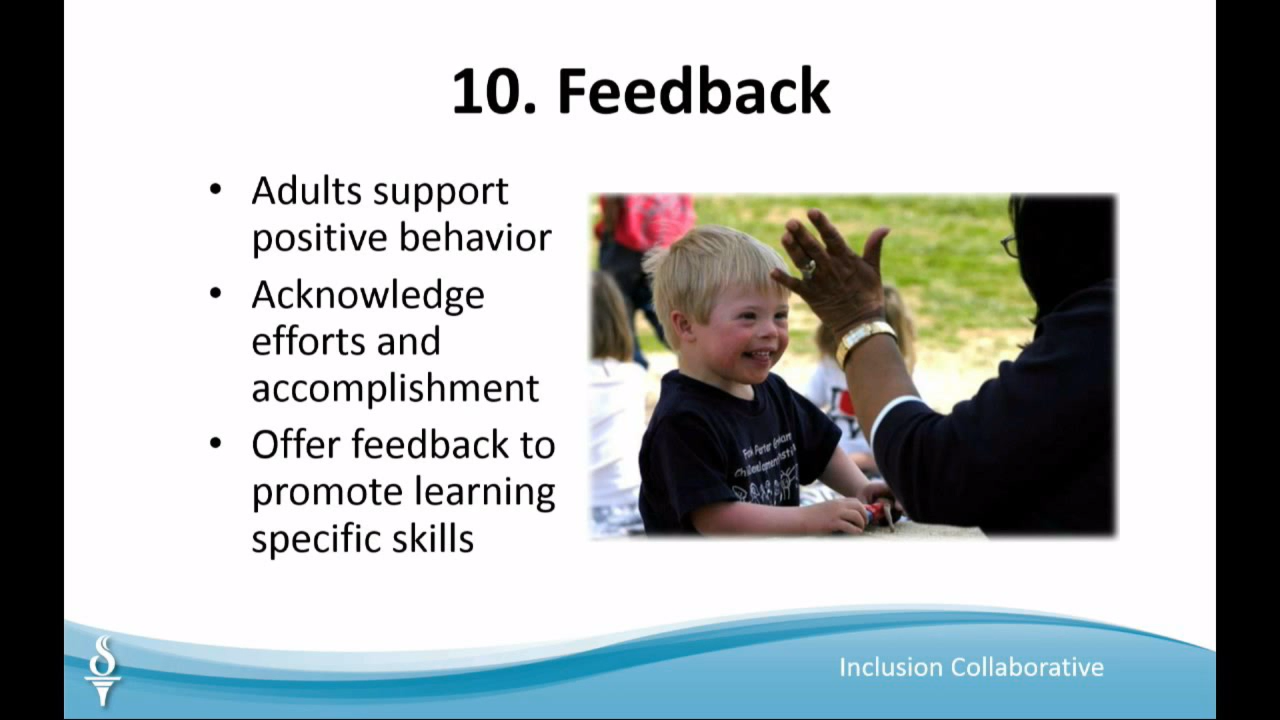 10. Feedback
• Adults support
positive behavior
• Acknowledge
efforts and
accomplishment
• Offer feedback to
promote learning
specific skills
Inclusion Collaborative